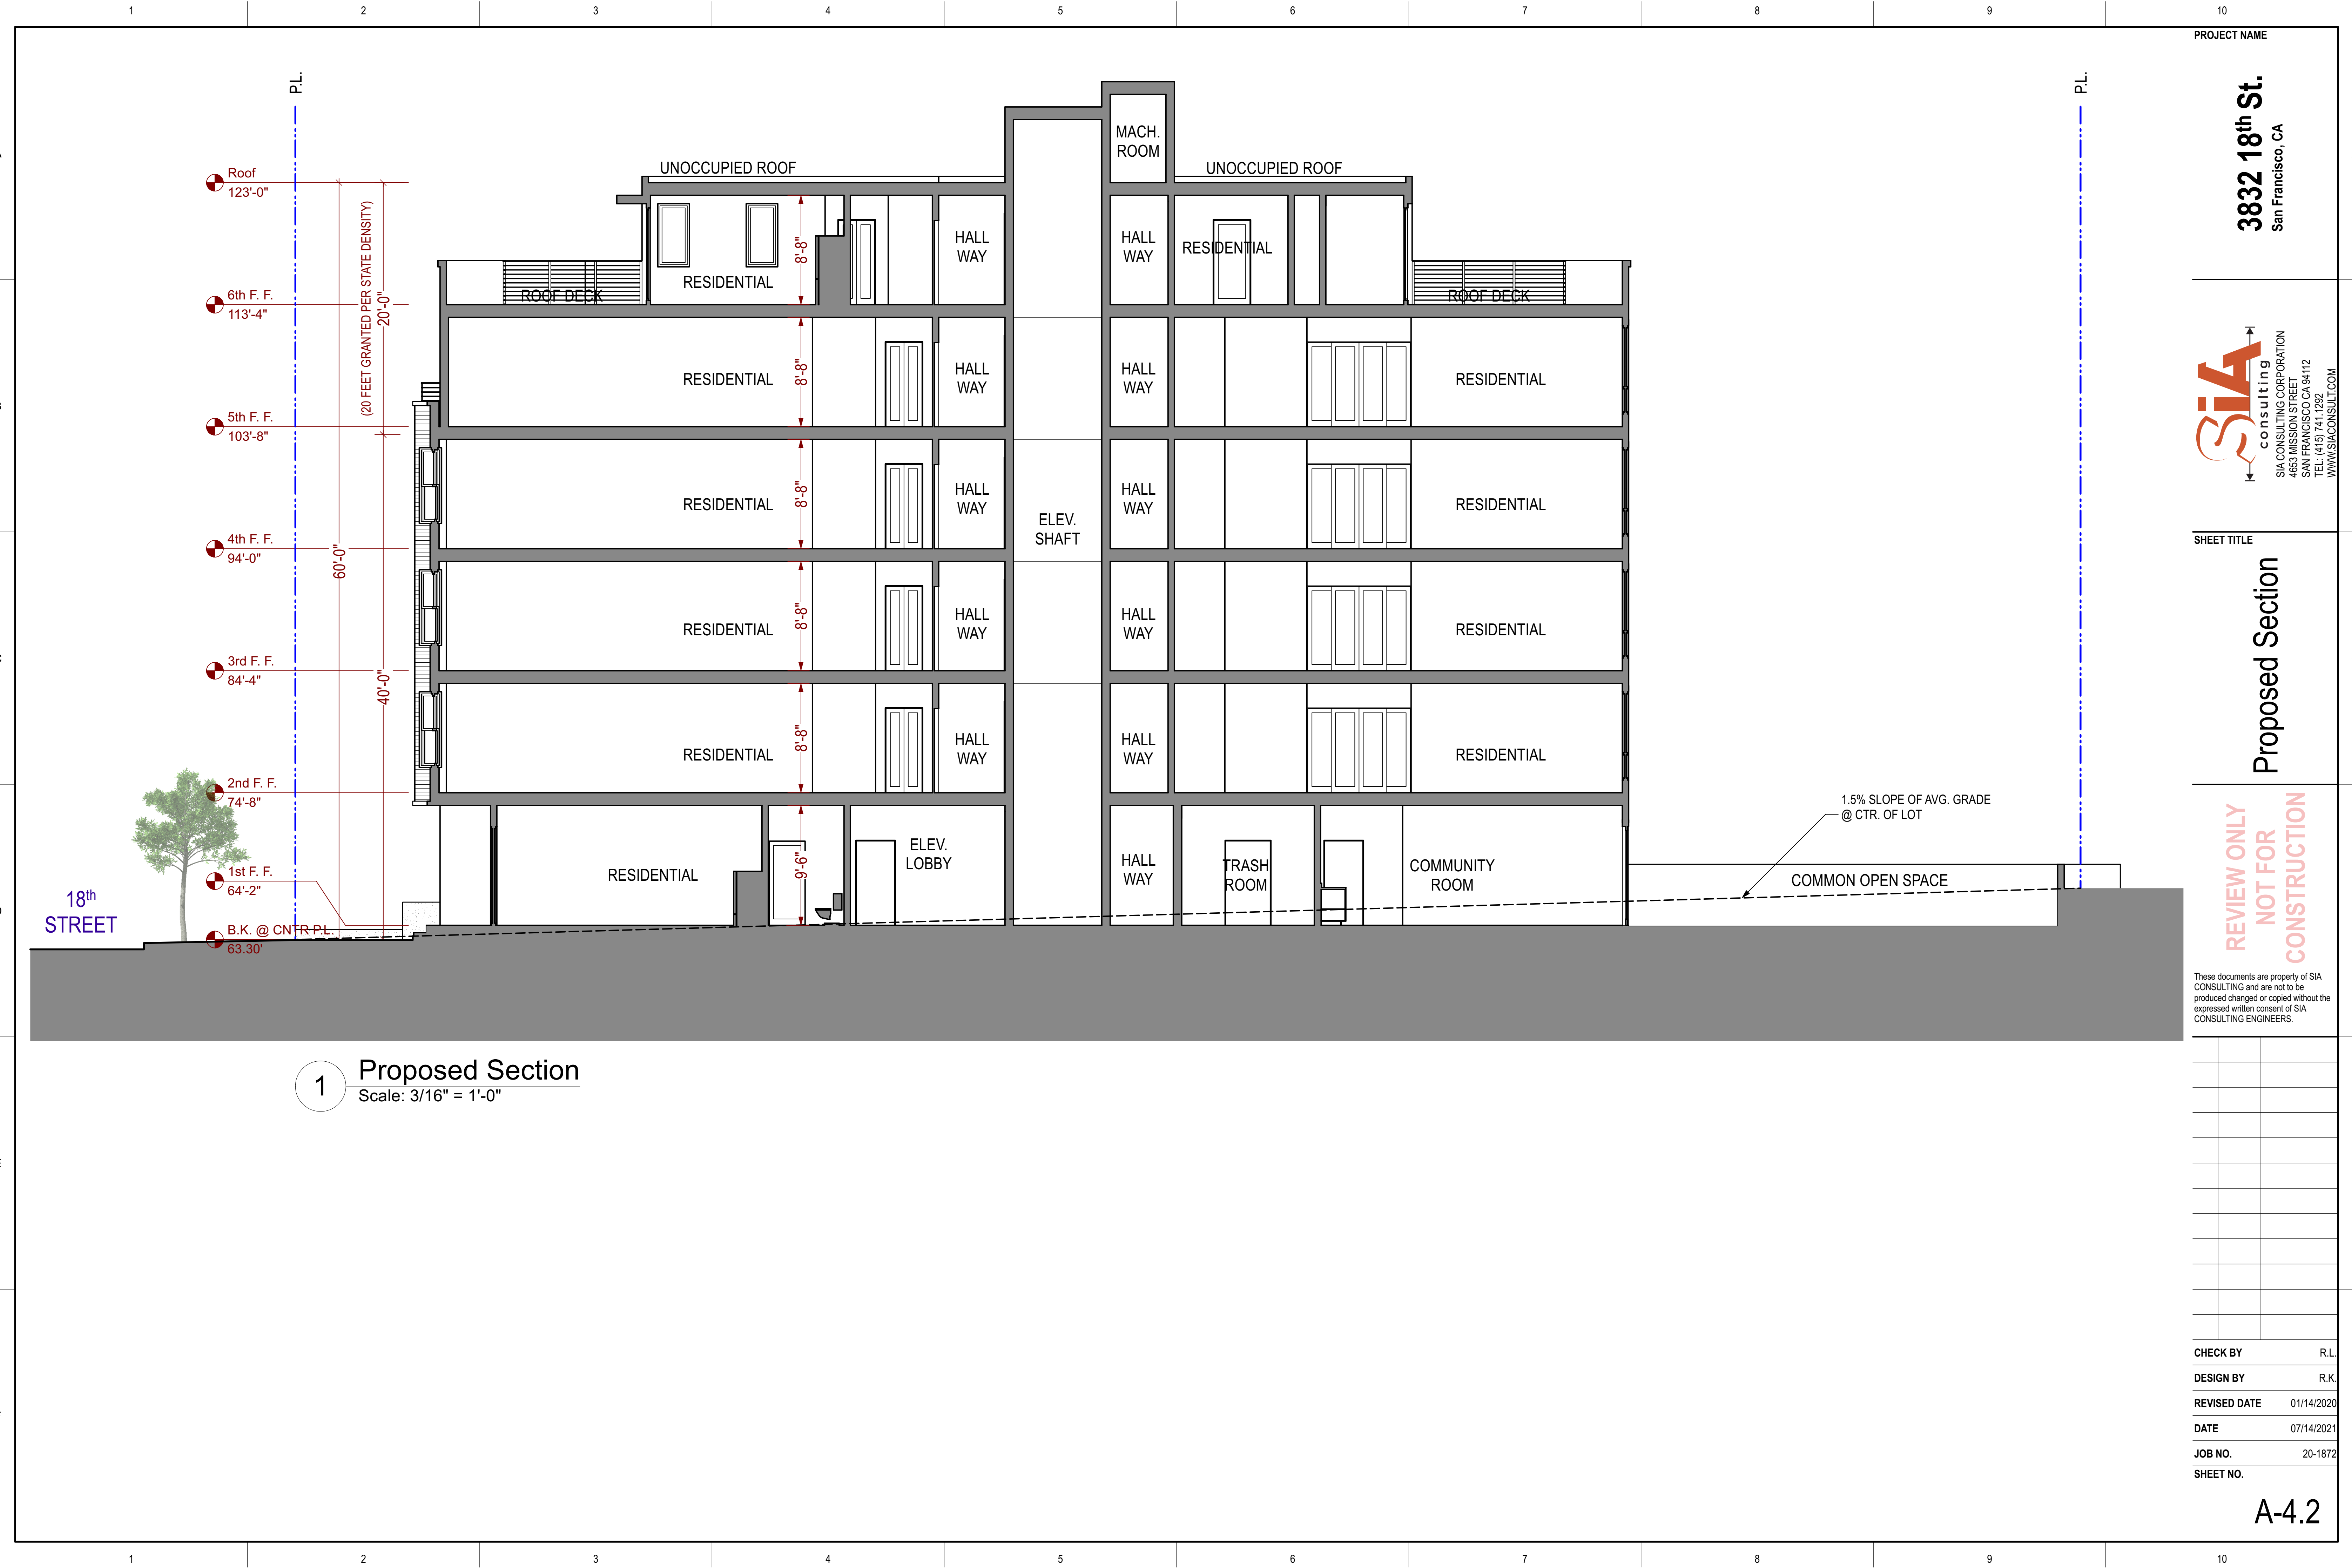 1 2 3 4 5 6 7 8 9 10
P.L.
P.L.
MACH.
ROOM
UNOCCUPIED ROOF
UNOCCUPIED ROOF
Roof
123'-0"
6th F. F.
113'-4"
5th F. F.
103'-8"
4th F. F.
94'-0"
3rd F. F.
84'-4"
2nd F. F.
74'-8"
1st F. F.
64'-2"
B.K. @ CNTR P.L.
63.30'
(20 FEET GRANTED PER STATE DENSITY)
20'-0"
60'-0"
40'-0"
18th
STREET
RESIDENTIAL
8'-8"
HALL
WAY
HALL
WAY
RESIDENTIAL
ROOF DECK
ROOF DECK
RESIDENTIAL
8'-8"
HALL
WAY
HALL
WAY
RESIDENTIAL
RESIDENTIAL
8'-8"
HALL
WAY
ELEV.
SHAFT
HALL
WAY
RESIDENTIAL
RESIDENTIAL
8'-8"
HALL
WAY
HALL
WAY
RESIDENTIAL
RESIDENTIAL
8'-8"
HALL
WAY
HALL
WAY
RESIDENTIAL
RESIDENTIAL
9'-6"
ELEV.
LOBBY
HALL
WAY
TRASH
ROOM
COMMUNITY
ROOM
1.5% SLOPE OF AVG. GRADE
@ CTR. OF LOT
COMMON OPEN SPACE
1
Proposed Section
Scale: 3/16" = 1'-0"
PROJECT NAME
3832 18th St.
San Francisco, CA
SiA
consulting
SIA CONSULTING CORPORATION
4653 MISSION STREET
SAN FRANCISCO CA 94112
TEL: (415) 741.1292
WWW.SIACONSULT.COM
SHEET TITLE
Proposed Section
REVIEW ONLY
NOT FOR
CONSTRUCTION
These documents are property of SIA
CONSULTING and are not to be
produced changed or copied without the
expressed written consent of SIA
CONSULTING ENGINEERS.
CHECK BY R.L.
DESIGN BY R.K.
REVISED DATE 01/14/2020
DATE 07/14/2021
JOB NO. 20-1872
SHEET NO.
A-4.2
1 2 3 4 5 6 7 8 9 10